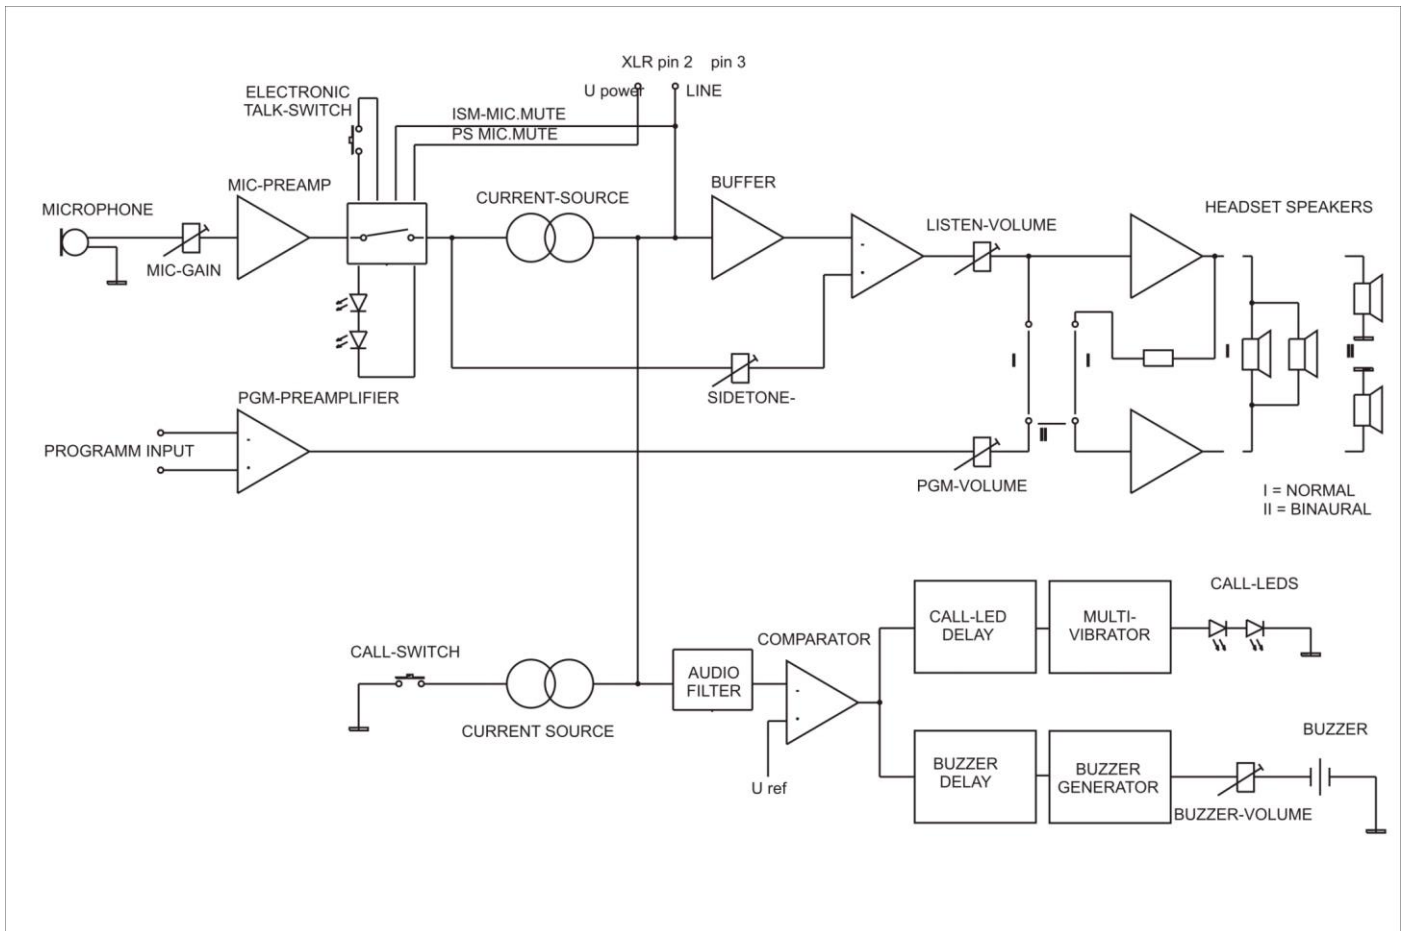 XLR pin 2 pin 3
U power LINE
ELECTRONIC
TALK-SWITCH
ISM-MIC.MUTE
PS MIC.MUTE
MIC-PREAMP
CURRENT-SOURCE
BUFFER
MICROPHONE
LISTEN-VOLUME
HEADSET SPEAKERS
MIC-GAIN
-
I
I
I
II
SIDETONE-
PGM-PREAMPLIFIER
PROGRAMM INPUT
-
II
PGM-VOLUME
I = NORMAL
II = BINAURAL
CALL-SWITCH
CURRENT SOURCE
AUDIO
FILTER
COMPARATOR
-
U ref
CALL-LED
DELAY
MULTI-
VIBRATOR
CALL-LEDS
BUZZER
DELAY
BUZZER
GENERATOR
BUZZER
BUZZER-VOLUME